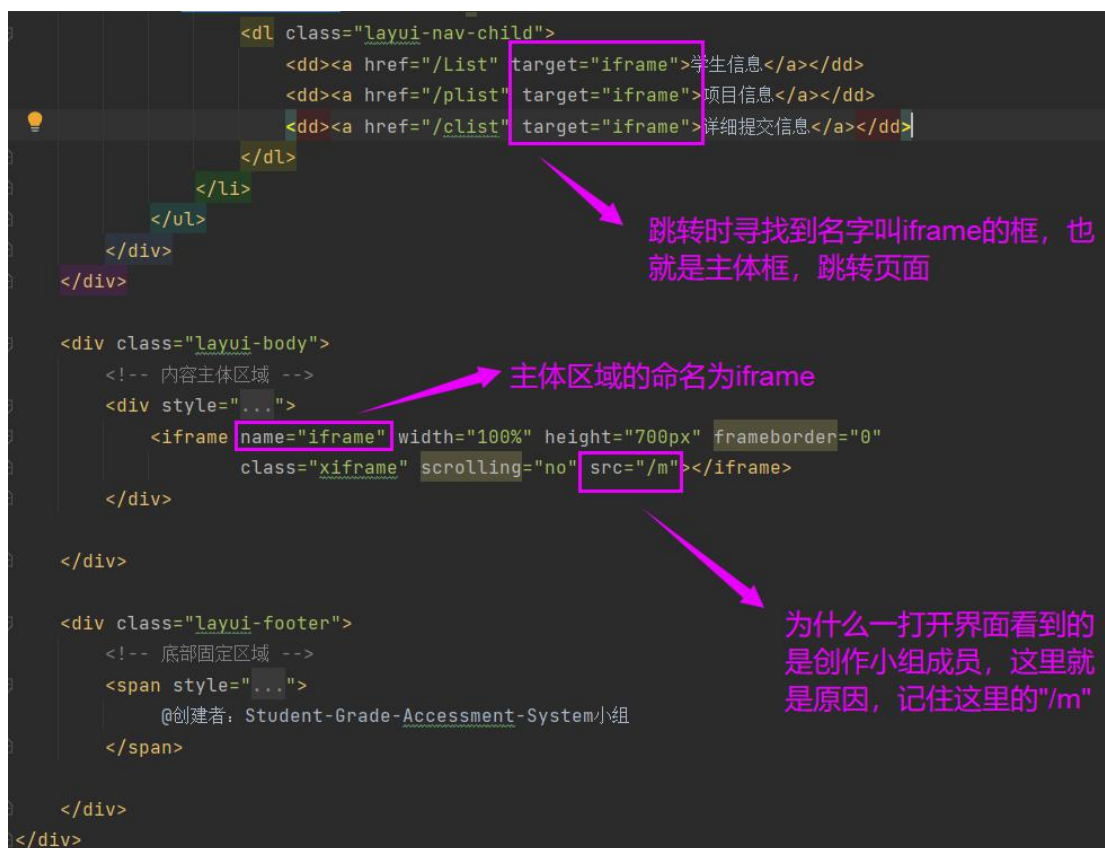 <dl class="layui-nav-child">
<dd><a href="/List" target="iframe">学生信息</a></dd>
<dd><a href="/plist" target="iframe">项目信息</a></dd>
<dd><a href="/clist" target="iframe">详细提交信息</a></dd>
</dl>
</li>
</ul>
</div>
</div>
跳转时寻找到名字叫iframe的框，也
就是主体框，跳转页面
<div class="layui-body">
<!-- 内容主体区域 -->
主体区域的命名为iframe
<div style="...">
<iframe name="iframe" width="100%" height="700px" frameborder="0"
class="xiframe" scrolling="no" src="/m"></iframe>
</div>
</div>
<div class="layui-footer">
<!-- 底部固定区域 -->
<span style="...">
@创建者：Student-Grade-Accessment-System小组
</span>
为什么一打开界面看到的
是创作小组成员，这里就
是原因，记住这里的"/m"
</div>
</div>